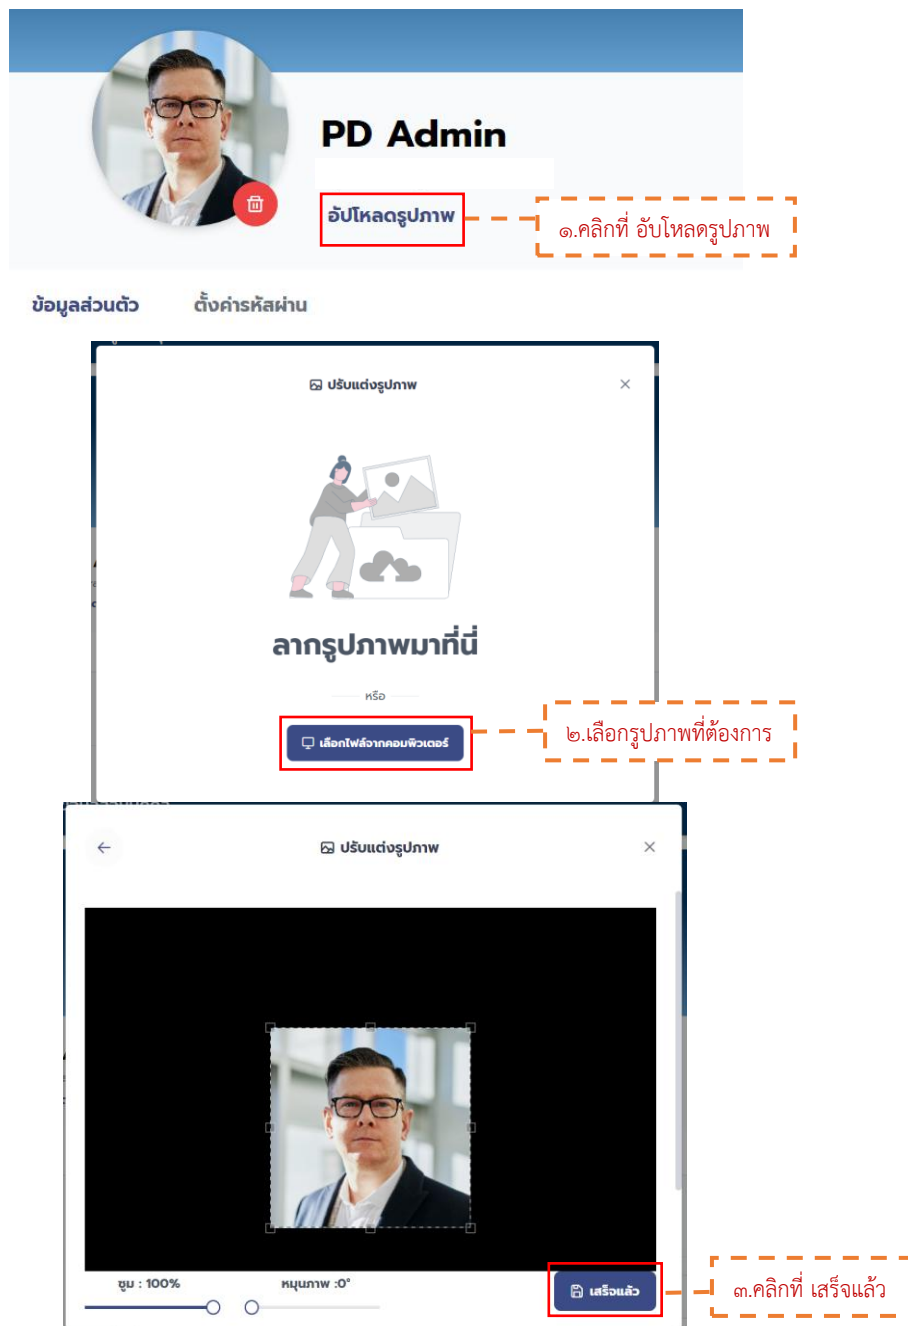 PD Admin
อัปโหลดรูปภาพ
๑.คลิกที่ อับโหลดรูปภาพ
ข้อมูลส่วนตัว
ตั้งค่ารหัสผ่าน
ปรับแต่งรูปภาพ
ลากรูปภาพมาที่นี่
หรือ
เลือกไฟล์จากคอมพิวเตอร์
๒.เลือกรูปภาพที่ต้องการ
ปรับแต่งรูปภาพ
ซูม : 100%
หมุนภาพ :0°
เสร็จแล้ว
๓.คลิกที่ เสร็จแล้ว